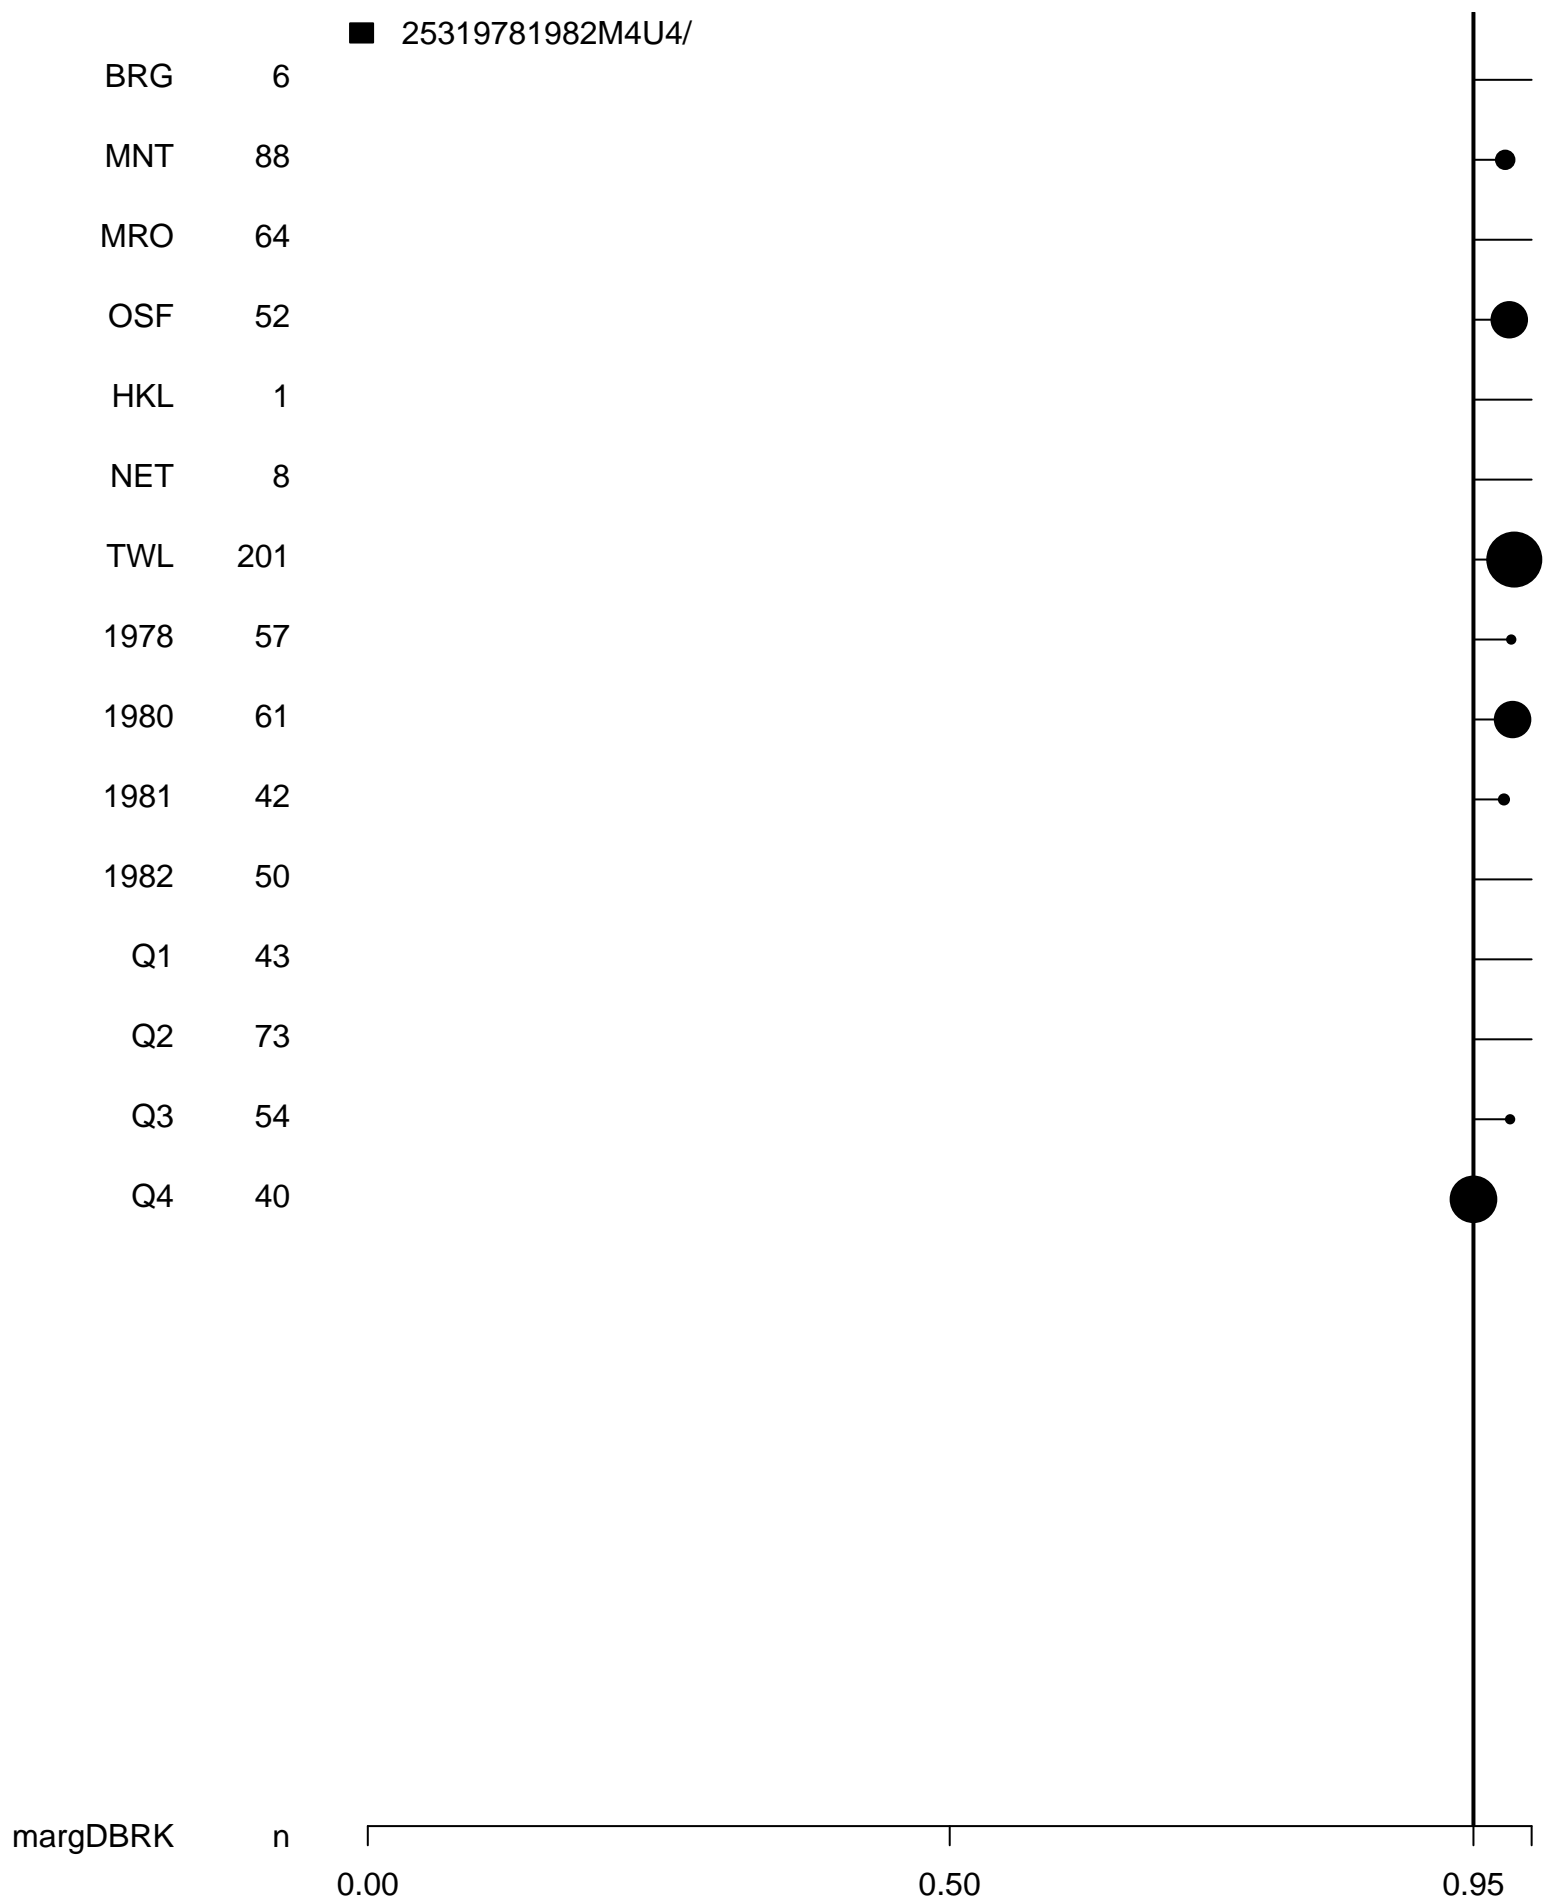 25319781982M4U4/
BRG 6
MNT 88
MRO 64
OSF 52
HKL 1
NET 8
TWL 201
1978 57
1980 61
1981 42
1982 50
Q1 43
Q2 73
Q3 54
Q4 40
margDBRK n
0.00 0.50 0.95